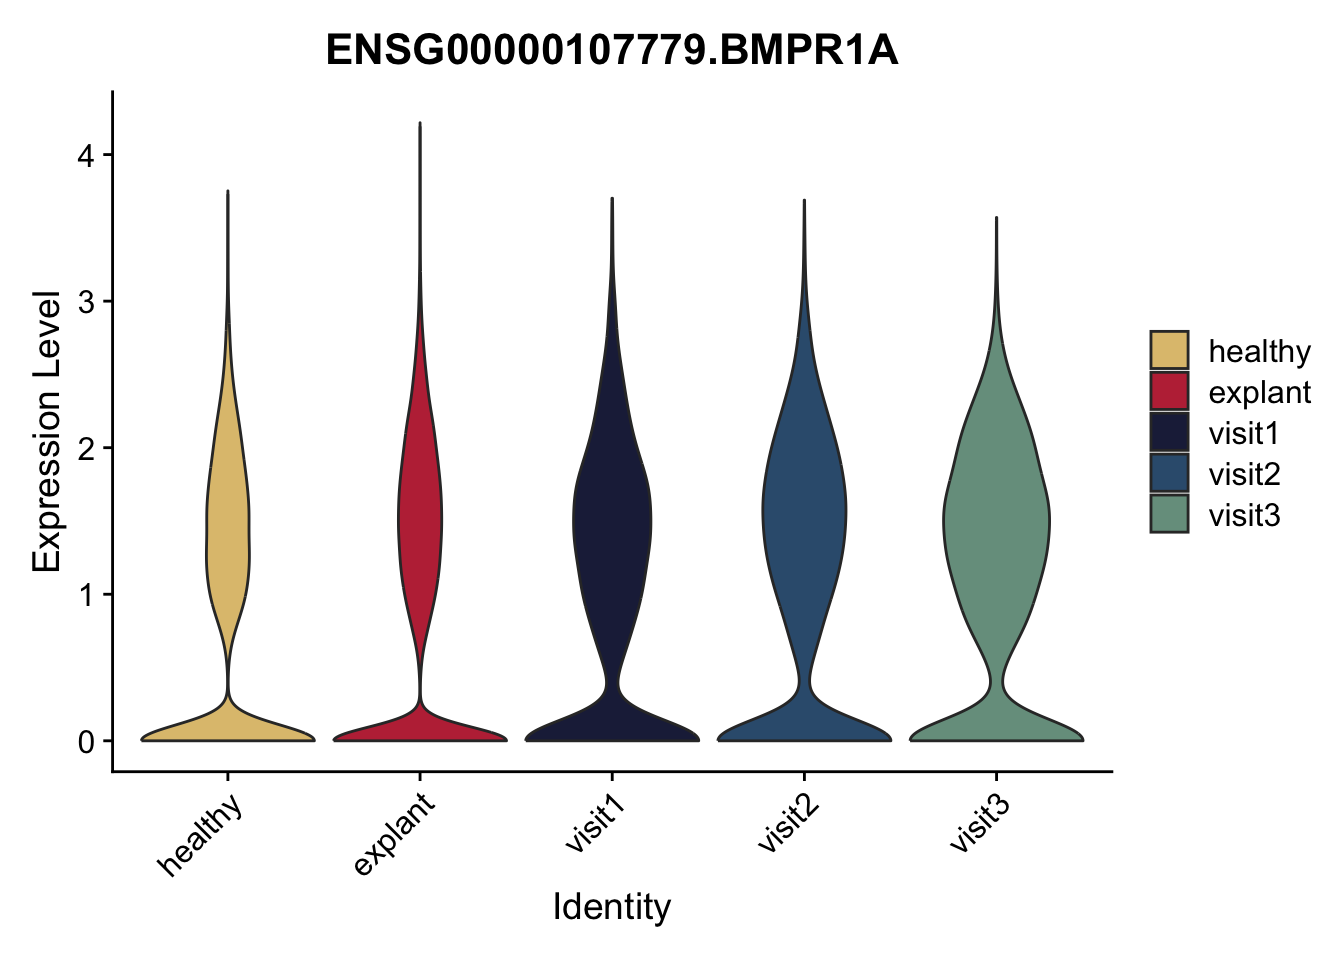 ENSG00000107779.BMPR1A
Expression Level
4
3
2
1
0
healthy
explant
visit1
visit2
visit3
Identity
healthy
explant
visit1
visit2
visit3